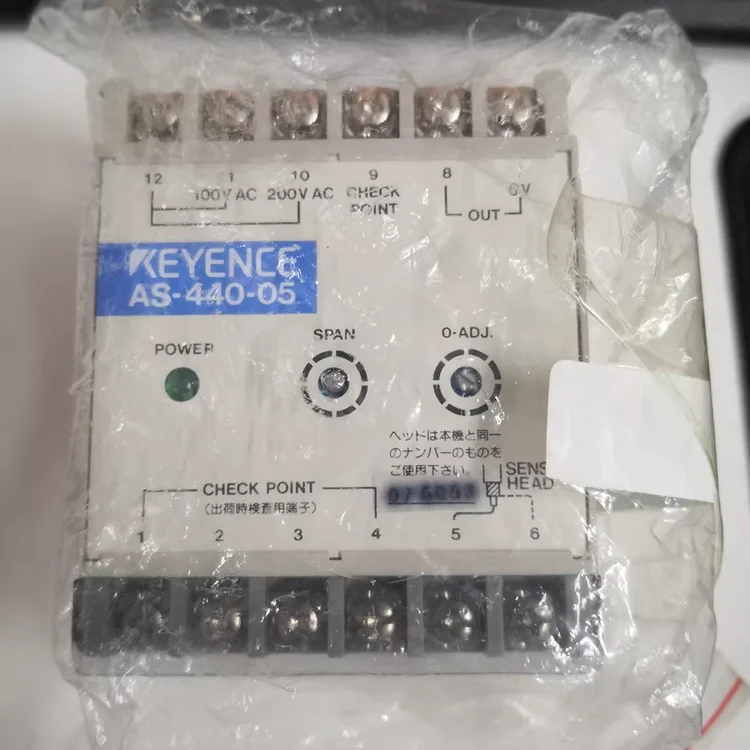 12 11 10 9 8 7
100V AC 200V AC CHECK POINT
0V
OUT
KEYENCE
AS-440-05
POWER
SPAN
0-ADJ.
ヘッドは本機と同一
のナンバーのものを
ご使用下さい。
SENS
HEAD
CHECK POINT
(出荷時検査用端子)
1 2 3 4 5 6